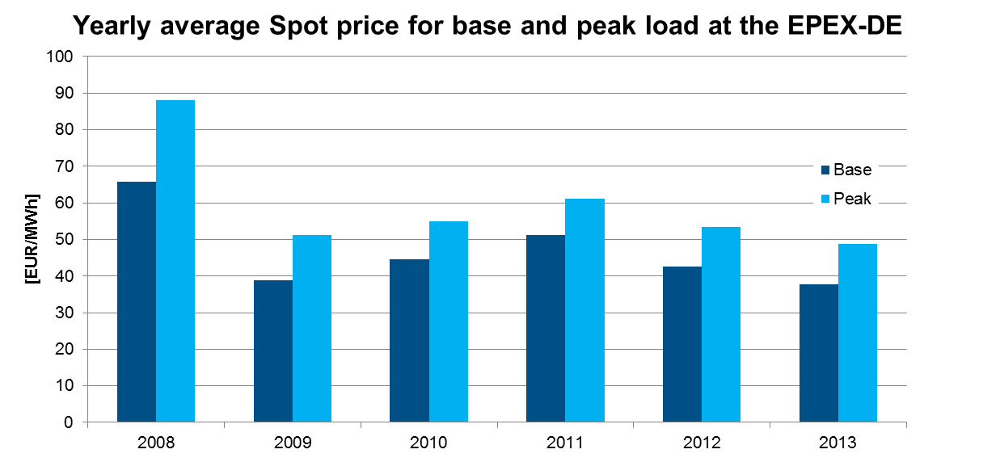 Yearly average Spot price for base and peak load at the EPEX-DE
[EUR/MWh]
100
90
80
70
60
50
40
30
20
10
0
Base
Peak
2008 2009 2010 2011 2012 2013